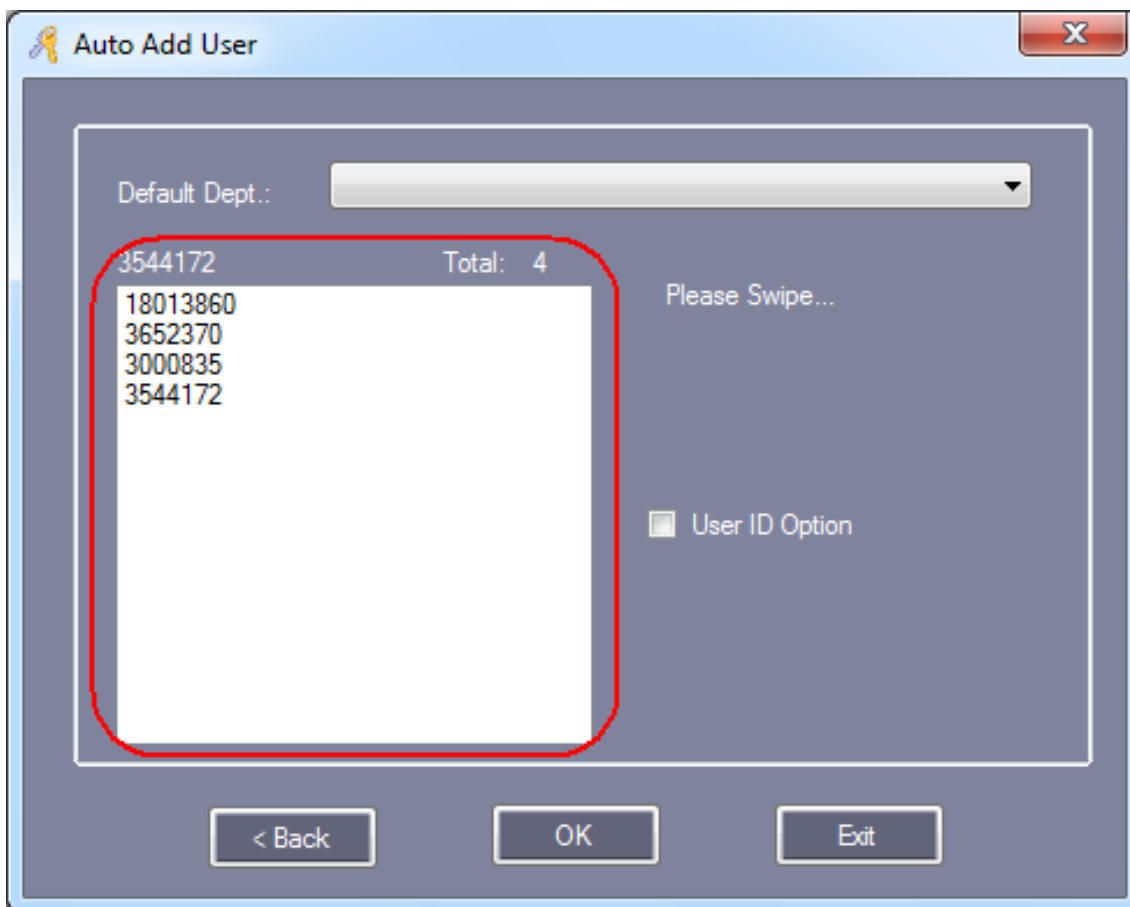 Auto Add User
Default Dept.:
3544172 Total: 4
Please Swipe...
18013860
3652370
3000835
3544172
User ID Option
< Back OK Exit